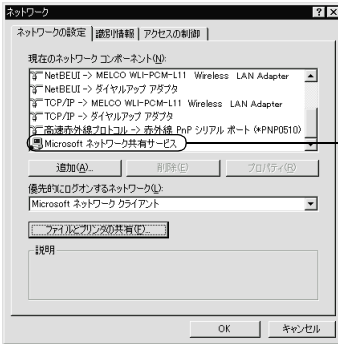 ネットワーク
ネットワークの設定 識別情報 アクセスの制御
現在のネットワーク コンポーネント(N):
NetBEUI -> MELCO WLI-PCM-L11 Wireless LAN Adapter
NetBEUI -> ダイヤルアップ アダプタ
TCP/IP -> MELCO WLI-PCM-L11 Wireless LAN Adapter
TCP/IP -> ダイヤルアップ アダプタ
高速赤外線プロトコル -> 赤外線 PnP シリアル ポート (*PNP0510)
Microsoft ネットワーク共有サービス
追加(A)... 削除(E) プロパティ(R)
優先的にログオンするネットワーク(L):
Microsoft ネットワーク クライアント
ファイルとプリンタの共有(F)...
説明
OK キャンセル